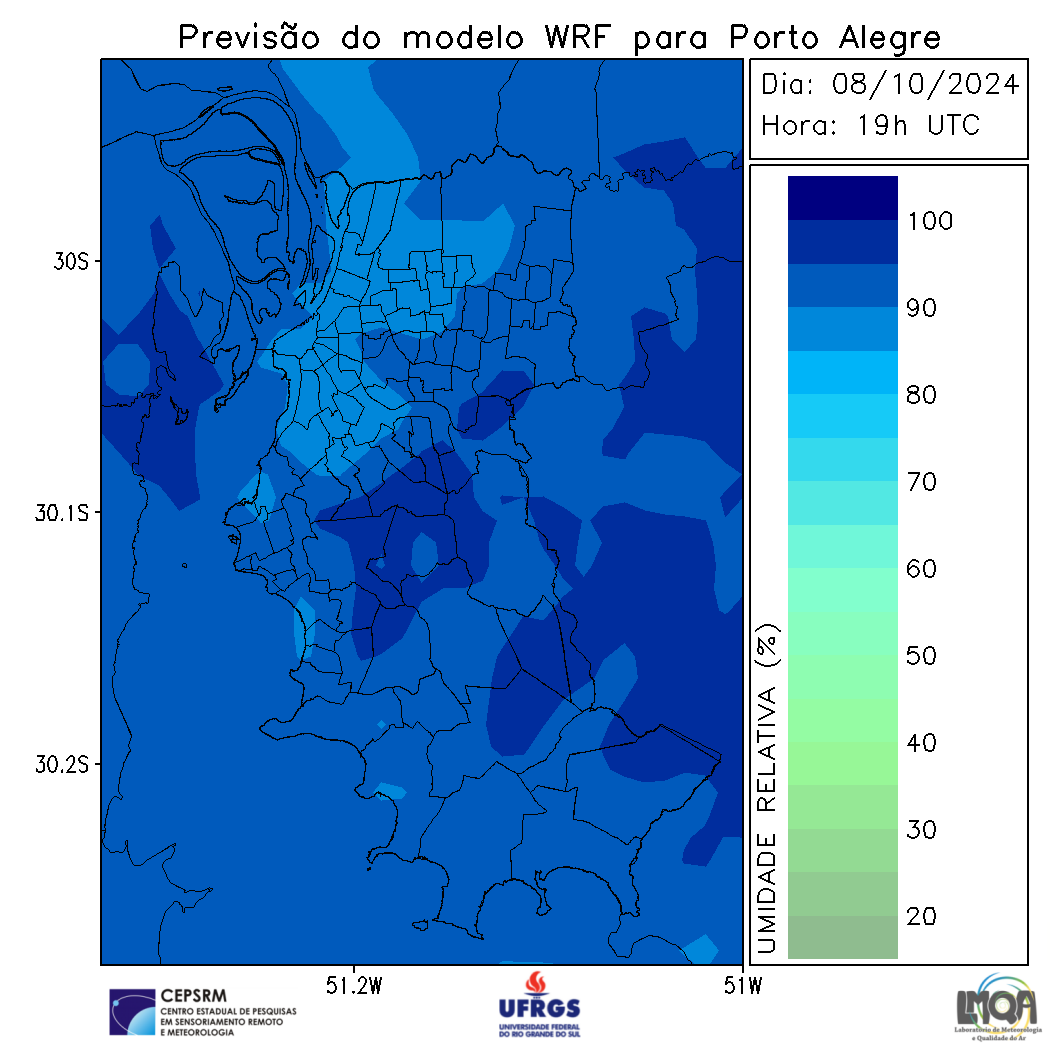 Previsão do modelo WRF para Porto Alegre
Dia: 08/10/2024
Hora: 19h UTC
30S
30.1S
30.2S
51.2W
51W
100
90
80
70
60
50
40
30
20
UMIDADE RELATIVA (%)
CEPSRM
CENTRO ESTADUAL DE PESQUISAS
EM SENSORIAMENTO REMOTO
E METEOROLOGIA
UFRGS
UNIVERSIDADE FEDERAL
DO RIO GRANDE DO SUL
LMQA
Laboratório de Meteorologia
e Qualidade do Ar